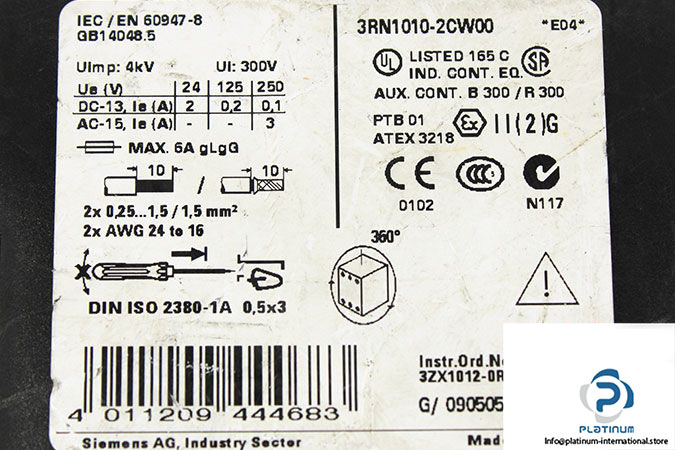 IEC / EN 60947-8
GB14048.5
Uimp: 4kV Ui: 300V
Ue (V) 24 125 250
DC-13, Ie (A) 2 0,2 0,1
AC-15, Ie (A) - - 3
MAX. 6A gLgG
10 / 10
2x 0,25...1,5 / 1,5 mm²
2x AWG 24 to 16
DIN ISO 2380-1A 0,5x3
3RN1010-2CW00 *E04*
UL LISTED 165 C SA
IND. CONT. EQ.
AUX. CONT. B 300 / R 300
PTB 01 Ex II(2)G
ATEX 3218
CE CCC
0102 N117
360°
4 011209 444683
Instr.Ord.No
3ZX1012-0R
G/ 090505
Siemens AG, Industry Sector Made
PLATINUM
info@platinum-international.store